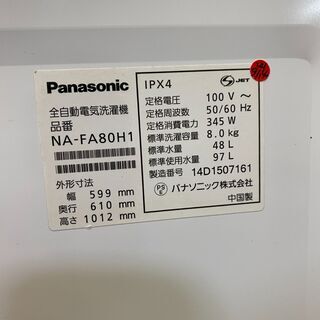 Panasonic
全自動電気洗濯機
品番
NA-FA80H1
外形寸法
幅 599 mm
奥行 610 mm
高さ 1012 mm
IPX4
JET
定格電圧 100 V ～
定格周波数 50/60 Hz
定格消費電力 345 W
標準洗濯容量 8.0 kg
標準水量 48 L
標準使用水量 97 L
製造番号 14D1507161
PS E
パナソニック株式会社
中国製